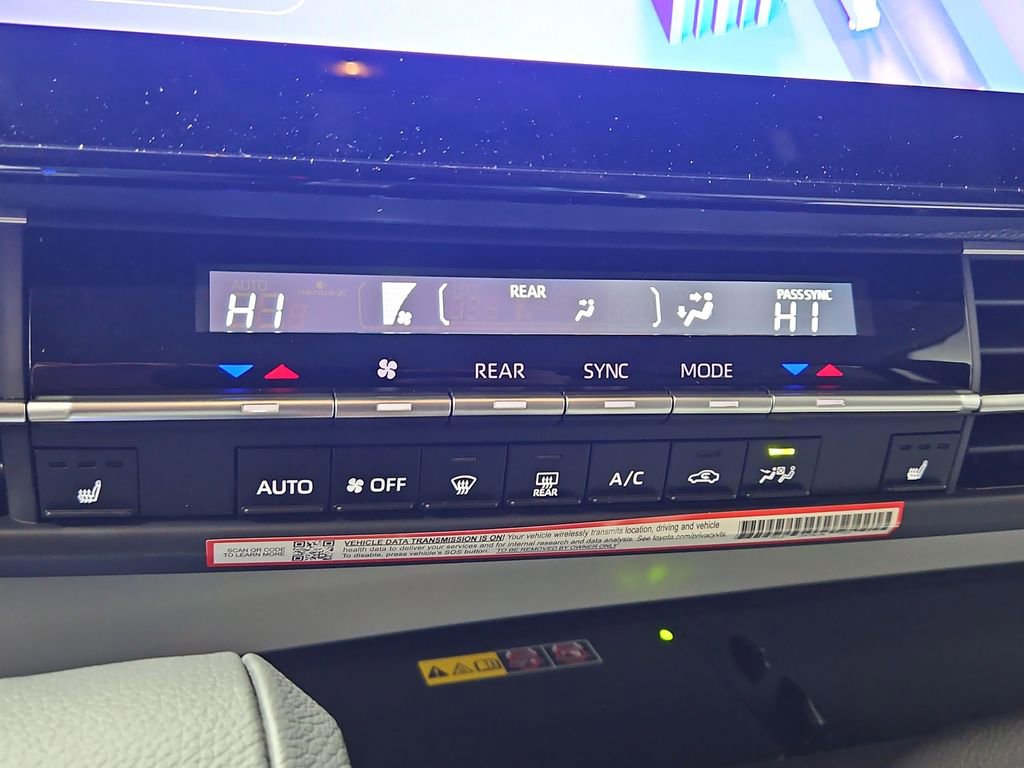 AUTO nanoeX
HI
REAR
PASS SYNC
HI
REAR SYNC MODE
AUTO OFF REAR A/C
SCAN QR CODE
TO LEARN MORE
VEHICLE DATA TRANSMISSION IS ON! Your vehicle wirelessly transmits location, driving and vehicle
health data to deliver your services and for internal research and data analysis. See toyota.com/privacyvts.
To disable, press vehicle's SOS button. TO BE REMOVED BY OWNER ONLY